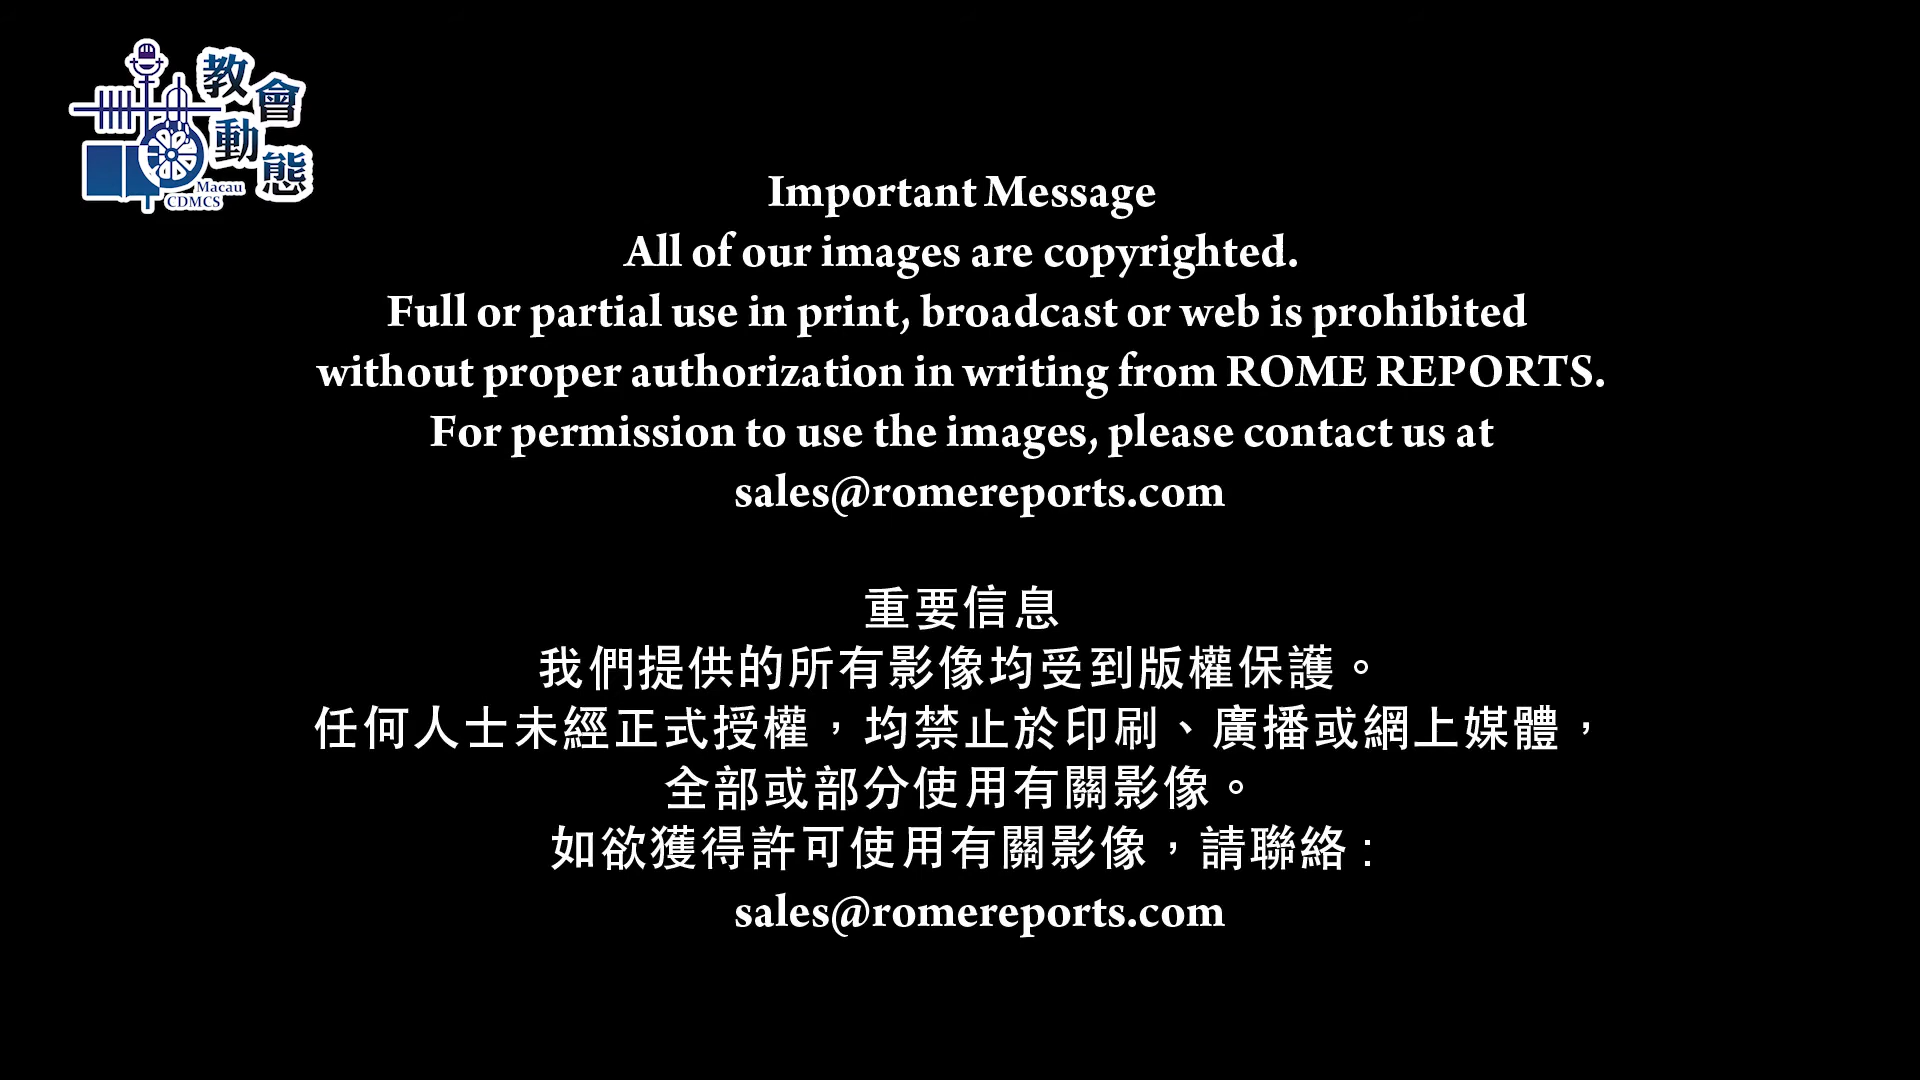 教會動態
Macau
CDMCS
Important Message
All of our images are copyrighted.
Full or partial use in print, broadcast or web is prohibited
without proper authorization in writing from ROME REPORTS.
For permission to use the images, please contact us at
sales@romereports.com
重要信息
我們提供的所有影像均受到版權保護。
任何人士未經正式授權，均禁止於印刷、廣播或網上媒體，
全部或部分使用有關影像。
如欲獲得許可使用有關影像，請聯絡：
sales@romereports.com